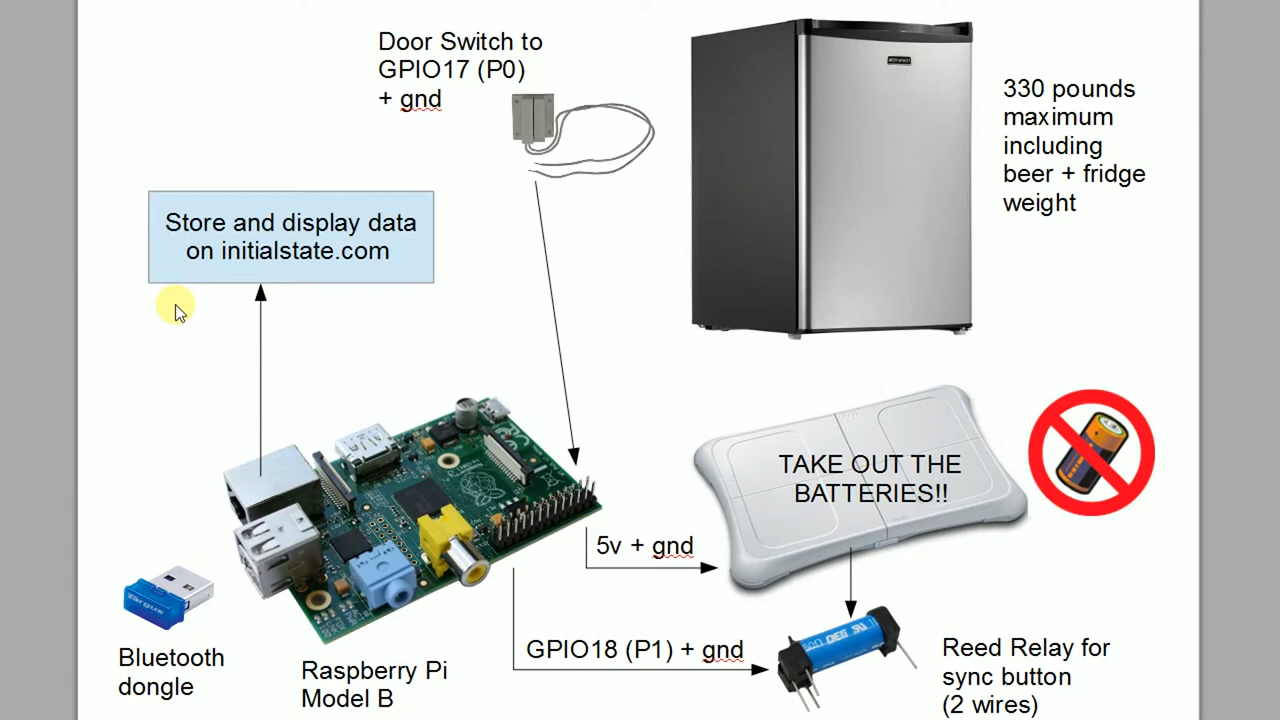 Door Switch to
GPIO17 (P0)
+ gnd
330 pounds
maximum
including
beer + fridge
weight
Store and display data
on initialstate.com
TAKE OUT THE
BATTERIES!!
5v + gnd
GPIO18 (P1) + gnd
Bluetooth
dongle
Targus
Raspberry Pi
Model B
Reed Relay for
sync button
(2 wires)